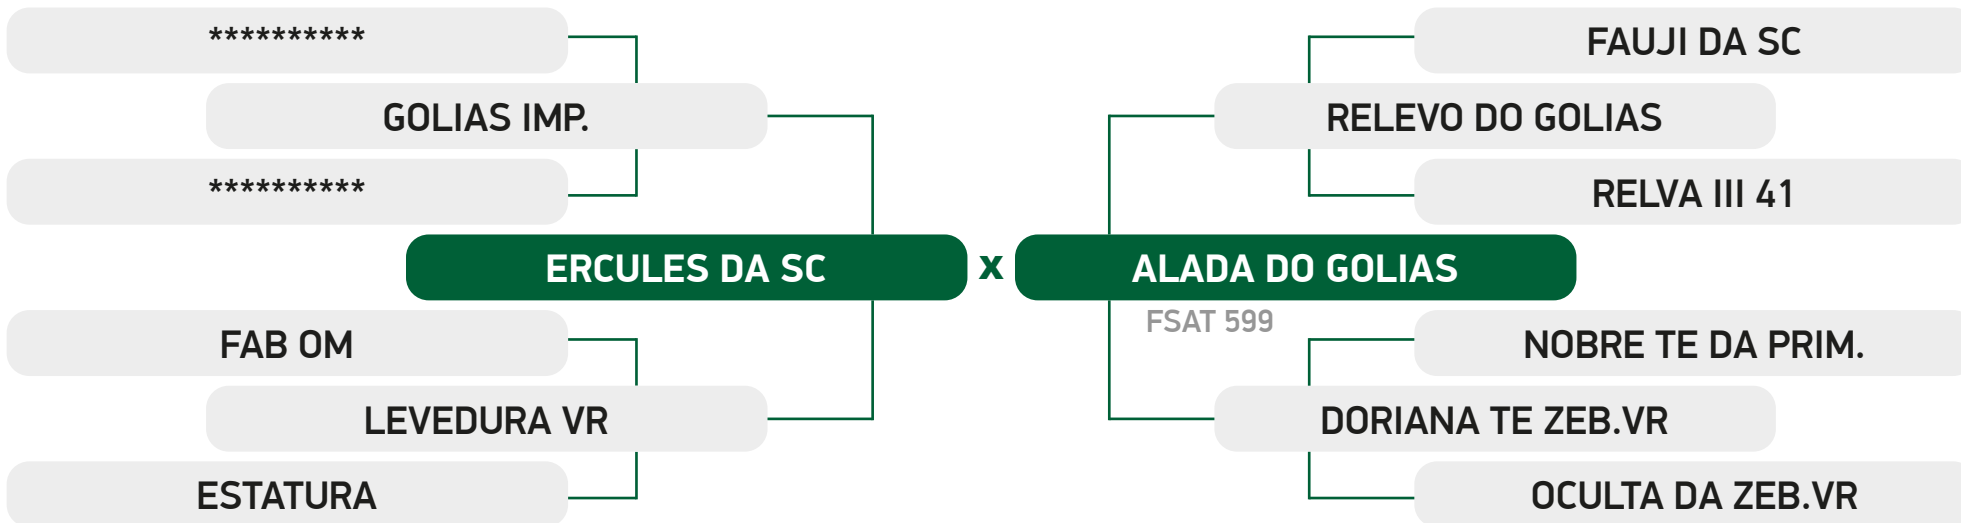 **********
FAUJI DA SC
GOLIAS IMP.
RELEVO DO GOLIAS
**********
RELVA III 41
ERCULES DA SC x ALADA DO GOLIAS
FSAT 599
FAB OM
NOBRE TE DA PRIM.
LEVEDURA VR
DORIANA TE ZEB.VR
ESTATURA
OCULTA DA ZEB.VR